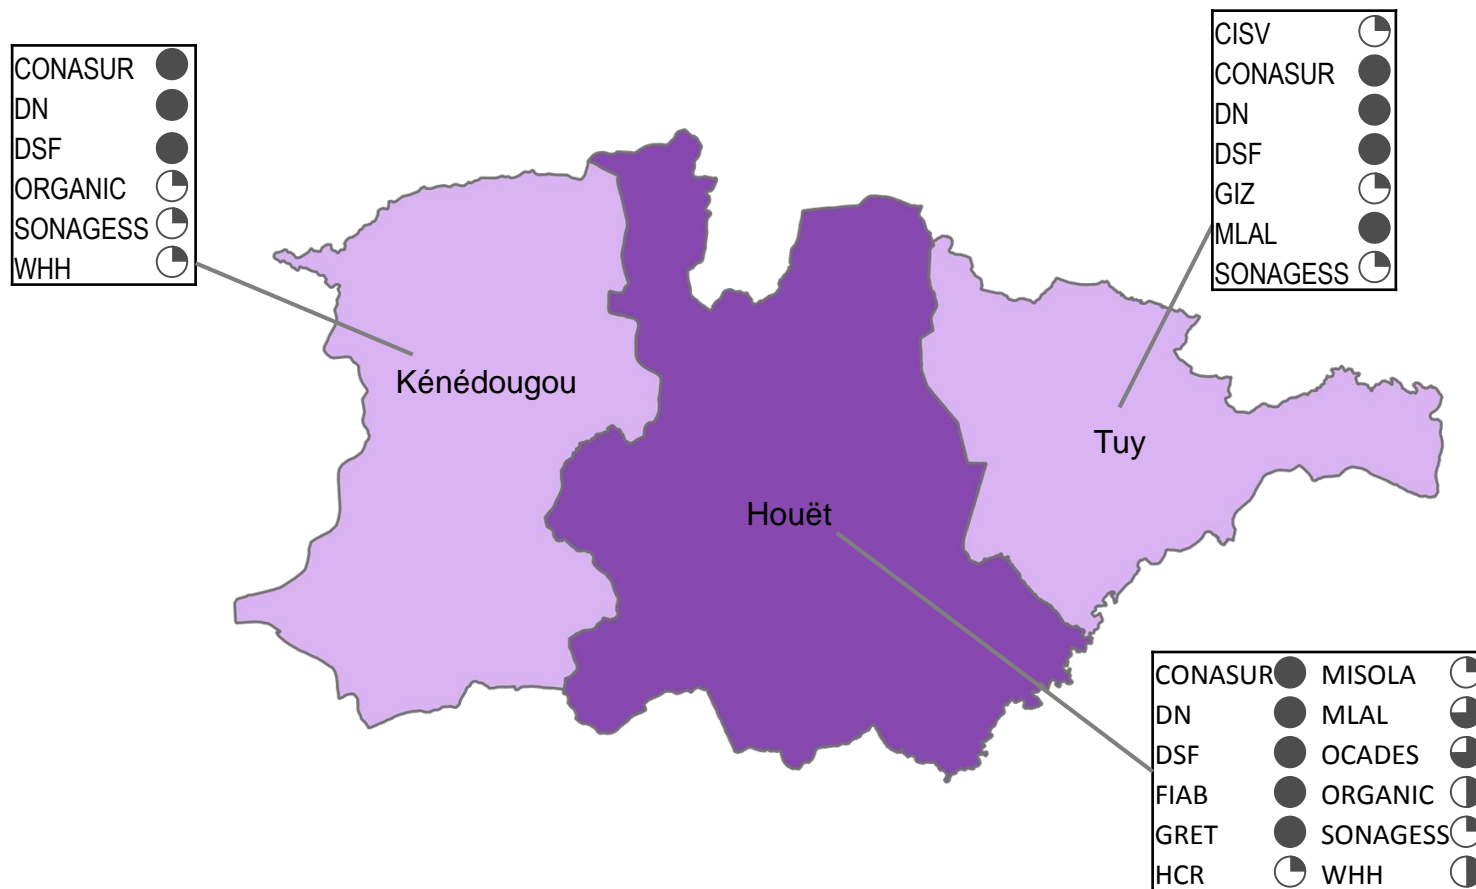 CONASUR
DN
DSF
ORGANIC
SONAGESS
WHH
CISV
CONASUR
DN
DSF
GIZ
MLAL
SONAGESS
Kénédougou
Tuy
Houët
CONASUR MISOLA
DN MLAL
DSF OCADES
FIAB ORGANIC
GRET SONAGESS
HCR WHH